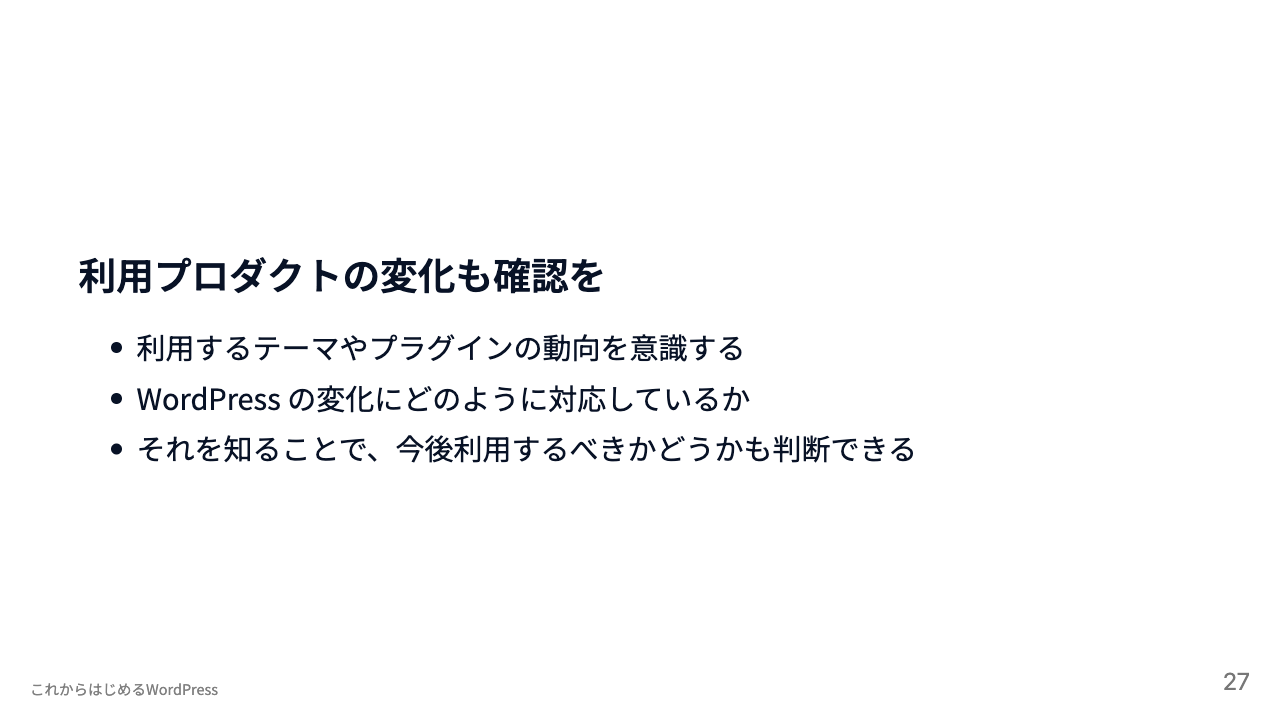 利用プロダクトの変化も確認を
利用するテーマやプラグインの動向を意識する
WordPress の変化にどのように対応しているか
それを知ることで、今後利用するべきかどうかも判断できる
これからはじめるWordPress
27